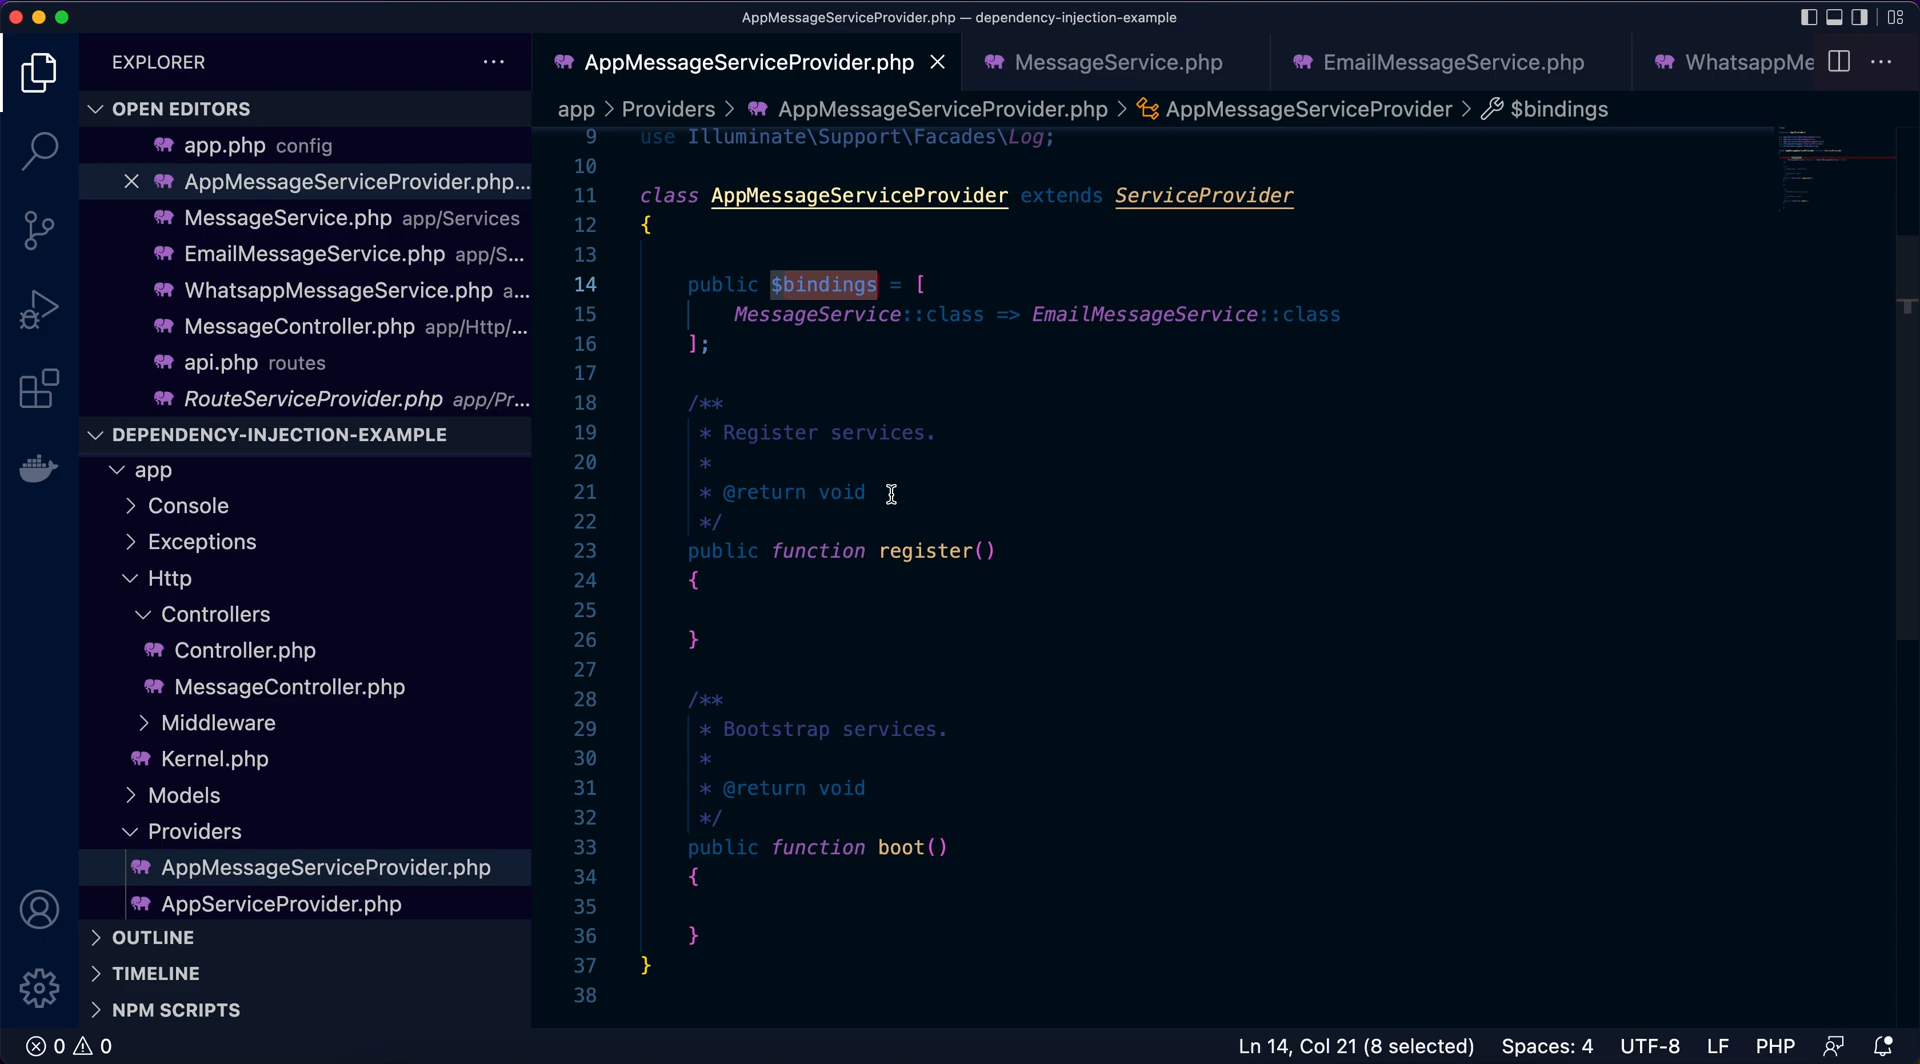 AppMessageServiceProvider.php — dependency-injection-example
EXPLORER
OPEN EDITORS
app.php config
AppMessageServiceProvider.php...
MessageService.php app/Services
EmailMessageService.php app/S...
WhatsappMessageService.php a...
MessageController.php app/Http/...
api.php routes
RouteServiceProvider.php app/Pr...
DEPENDENCY-INJECTION-EXAMPLE
app
Console
Exceptions
Http
Controllers
Controller.php
MessageController.php
Middleware
Kernel.php
Models
Providers
AppMessageServiceProvider.php
AppServiceProvider.php
OUTLINE
TIMELINE
NPM SCRIPTS
AppMessageServiceProvider.php MessageService.php EmailMessageService.php WhatsappMe
app > Providers > AppMessageServiceProvider.php > AppMessageServiceProvider > $bindings
9 use Illuminate\Support\Facades\Log;
10
11 class AppMessageServiceProvider extends ServiceProvider
12 {
13
14 public $bindings = [
15 MessageService::class => EmailMessageService::class
16 ];
17
18 /**
19 * Register services.
20 *
21 * @return void
22 */
23 public function register()
24 {
25
26 }
27
28 /**
29 * Bootstrap services.
30 *
31 * @return void
32 */
33 public function boot()
34 {
35
36 }
37 }
38
0 0 Ln 14, Col 21 (8 selected) Spaces: 4 UTF-8 LF PHP